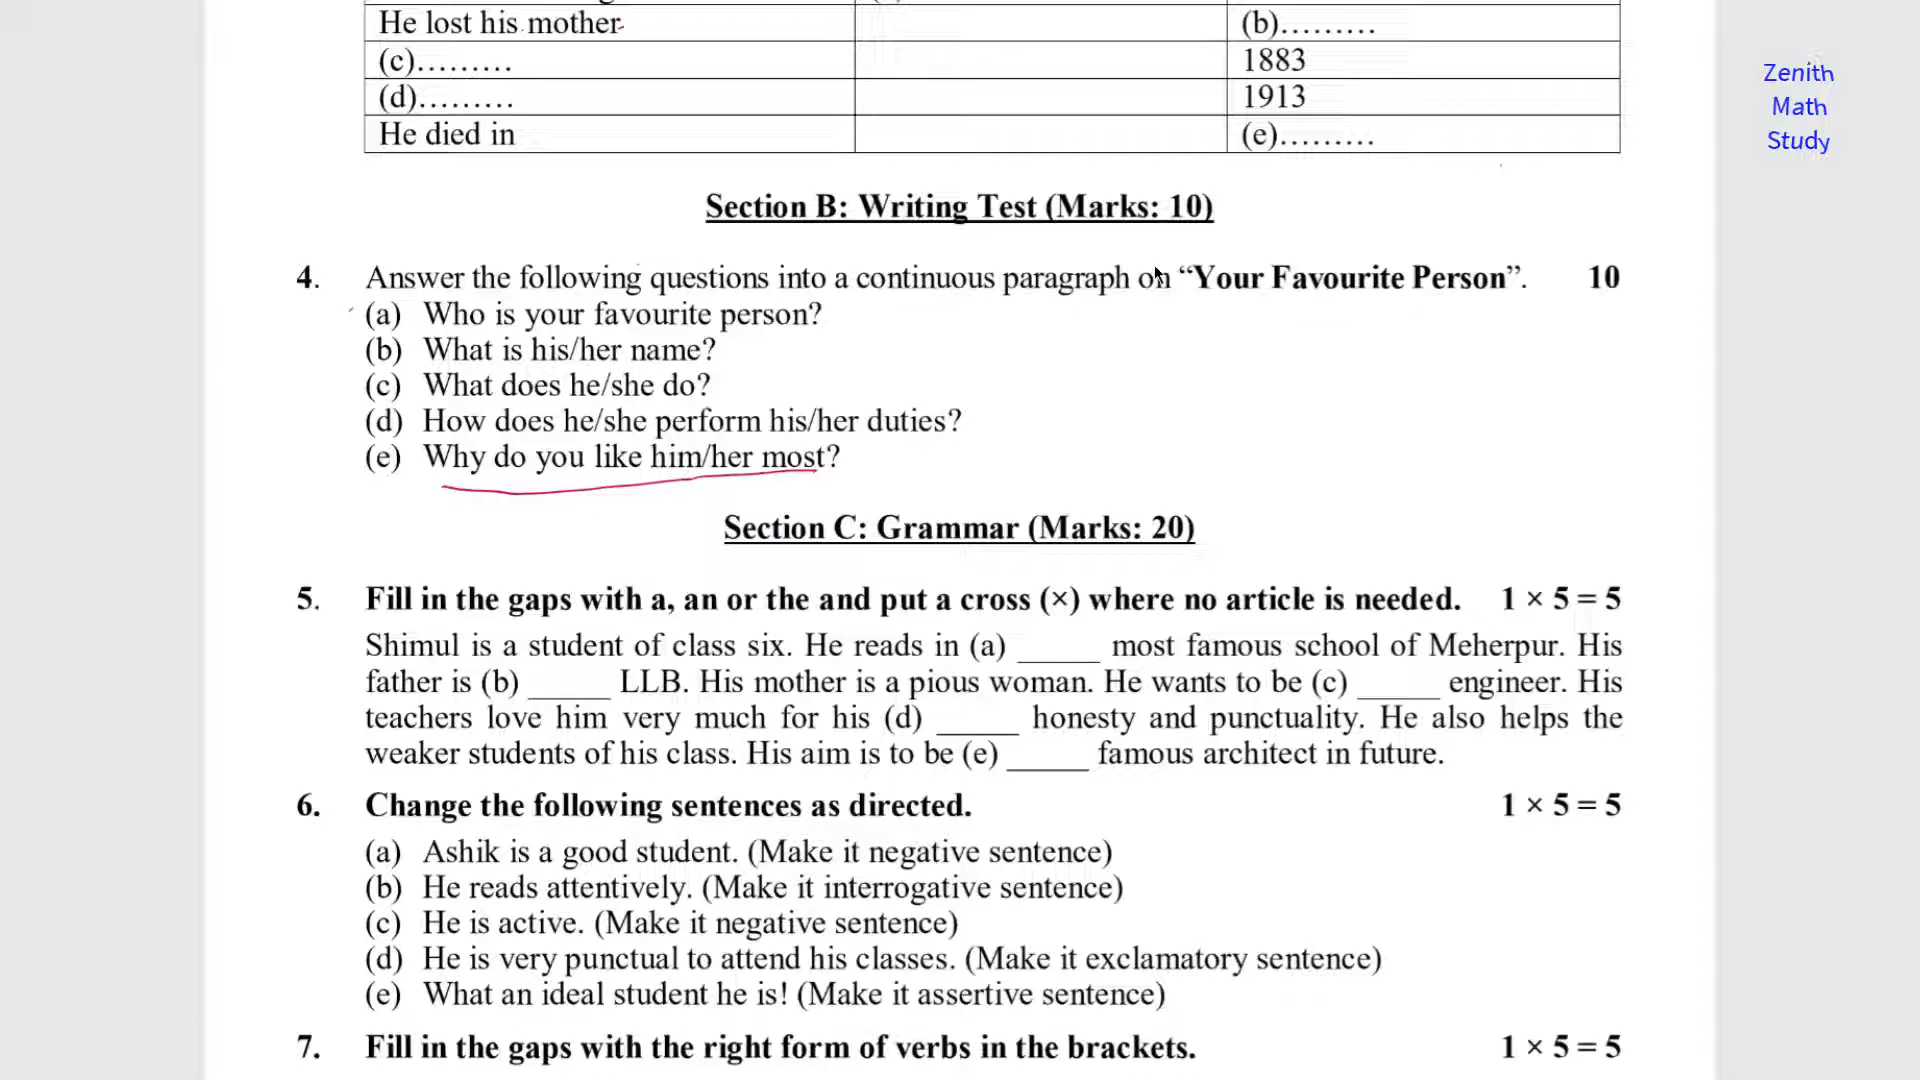 He lost his mother (b).........
(c)......... 1883
(d)......... 1913
He died in (e).........
Zenith
Math
Study
Section B: Writing Test (Marks: 10)
4. Answer the following questions into a continuous paragraph on “Your Favourite Person”. 10
(a) Who is your favourite person?
(b) What is his/her name?
(c) What does he/she do?
(d) How does he/she perform his/her duties?
(e) Why do you like him/her most?
Section C: Grammar (Marks: 20)
5. Fill in the gaps with a, an or the and put a cross (×) where no article is needed. 1 × 5 = 5
Shimul is a student of class six. He reads in (a) _____ most famous school of Meherpur. His
father is (b) _____ LLB. His mother is a pious woman. He wants to be (c) _____ engineer. His
teachers love him very much for his (d) _____ honesty and punctuality. He also helps the
weaker students of his class. His aim is to be (e) _____ famous architect in future.
6. Change the following sentences as directed. 1 × 5 = 5
(a) Ashik is a good student. (Make it negative sentence)
(b) He reads attentively. (Make it interrogative sentence)
(c) He is active. (Make it negative sentence)
(d) He is very punctual to attend his classes. (Make it exclamatory sentence)
(e) What an ideal student he is! (Make it assertive sentence)
7. Fill in the gaps with the right form of verbs in the brackets. 1 × 5 = 5